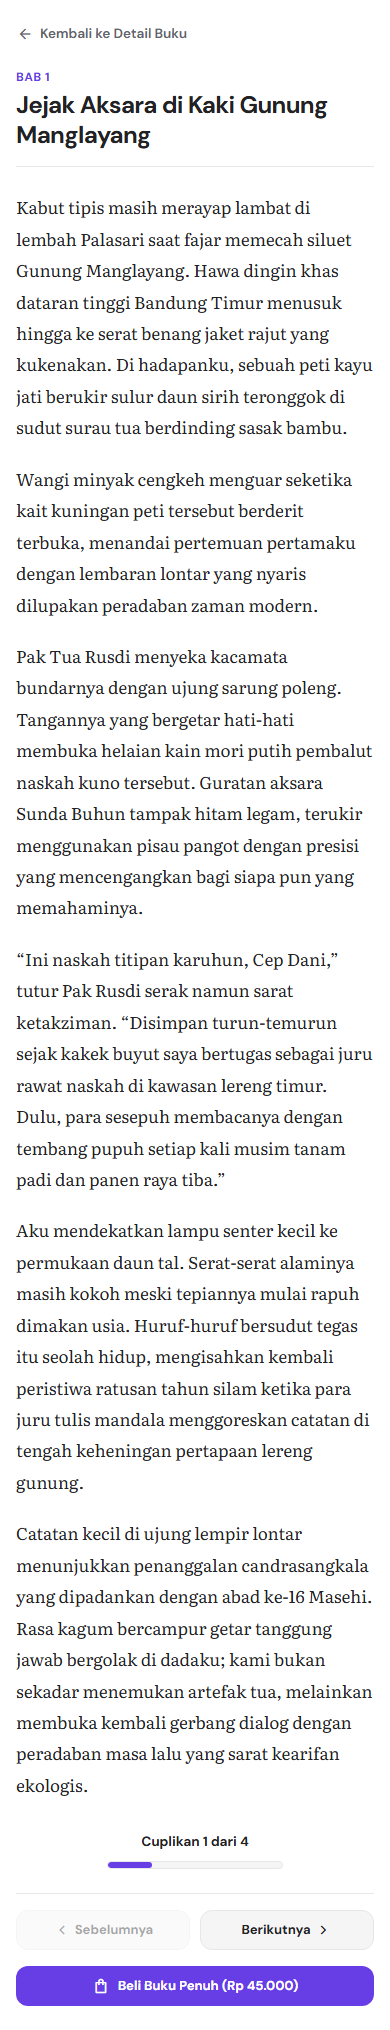 Kembali ke Detail Buku
BAB 1
Jejak Aksara di Kaki Gunung
Manglayang
Kabut tipis masih merayap lambat di
lembah Palasari saat fajar memecah siluet
Gunung Manglayang. Hawa dingin khas
dataran tinggi Bandung Timur menusuk
hingga ke serat benang jaket rajut yang
kukenakan. Di hadapanku, sebuah peti kayu
jati berukir sulur daun sirih teronggok di
sudut surau tua berdinding sasak bambu.
Wangi minyak cengkeh menguar seketika
kait kuningan peti tersebut berderit
terbuka, menandai pertemuan pertamaku
dengan lembaran lontar yang nyaris
dilupakan peradaban zaman modern.
Pak Tua Rusdi menyeka kacamata
bundarnya dengan ujung sarung poleng.
Tangannya yang bergetar hati-hati
membuka helaian kain mori putih pembalut
naskah kuno tersebut. Guratan aksara
Sunda Buhun tampak hitam legam, terukir
menggunakan pisau pangot dengan presisi
yang mencengangkan bagi siapa pun yang
memahaminya.
“Ini naskah titipan karuhun, Cep Dani,”
tutur Pak Rusdi serak namun sarat
ketakziman. “Disimpan turun-temurun
sejak kakek buyut saya bertugas sebagai juru
rawat naskah di kawasan lereng timur.
Dulu, para sesepuh membacanya dengan
tembang pupuh setiap kali musim tanam
padi dan panen raya tiba.”
Aku mendekatkan lampu senter kecil ke
permukaan daun tal. Serat-serat alaminya
masih kokoh meski tepiannya mulai rapuh
dimakan usia. Huruf-huruf bersudut tegas
itu seolah hidup, mengisahkan kembali
peristiwa ratusan tahun silam ketika para
juru tulis mandala menggoreskan catatan di
tengah keheningan pertapaan lereng
gunung.
Catatan kecil di ujung lempir lontar
menunjukkan penanggalan candrasangkala
yang dipadankan dengan abad ke-16 Masehi.
Rasa kagum bercampur getar tanggung
jawab bergolak di dadaku; kami bukan
sekadar menemukan artefak tua, melainkan
membuka kembali gerbang dialog dengan
peradaban masa lalu yang sarat kearifan
ekologis.
Cuplikan 1 dari 4
Sebelumnya
Berikutnya
Beli Buku Penuh (Rp 45.000)